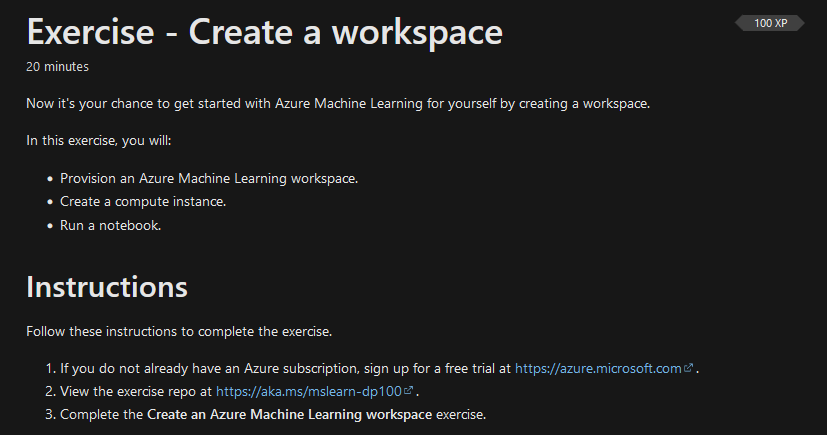 Exercise - Create a workspace
100 XP
20 minutes
Now it's your chance to get started with Azure Machine Learning for yourself by creating a workspace.
In this exercise, you will:
• Provision an Azure Machine Learning workspace.
• Create a compute instance.
• Run a notebook.
Instructions
Follow these instructions to complete the exercise.
1. If you do not already have an Azure subscription, sign up for a free trial at https://azure.microsoft.com .
2. View the exercise repo at https://aka.ms/mslearn-dp100 .
3. Complete the Create an Azure Machine Learning workspace exercise.